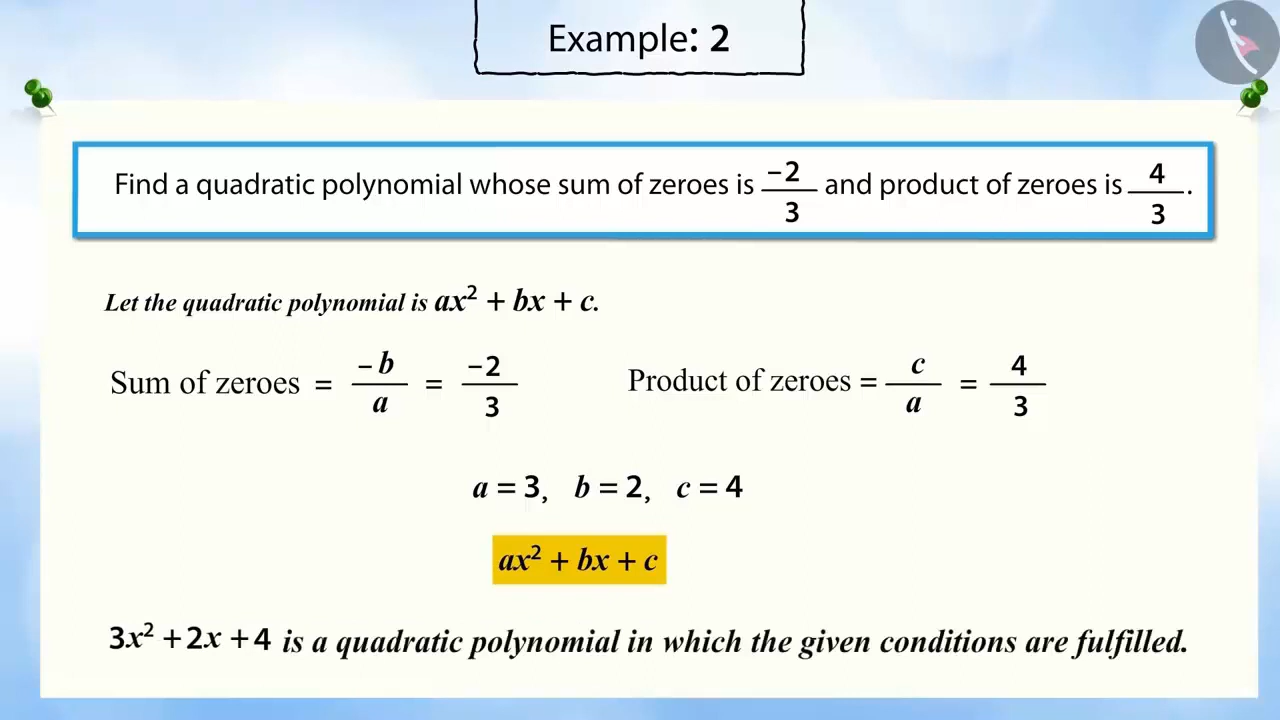 Example: 2
Find a quadratic polynomial whose sum of zeroes is −2/3 and product of zeroes is 4/3.
Let the quadratic polynomial is ax² + bx + c.
Sum of zeroes = −b/a = −2/3 Product of zeroes = c/a = 4/3
a = 3, b = 2, c = 4
ax² + bx + c
3x² + 2x + 4 is a quadratic polynomial in which the given conditions are fulfilled.